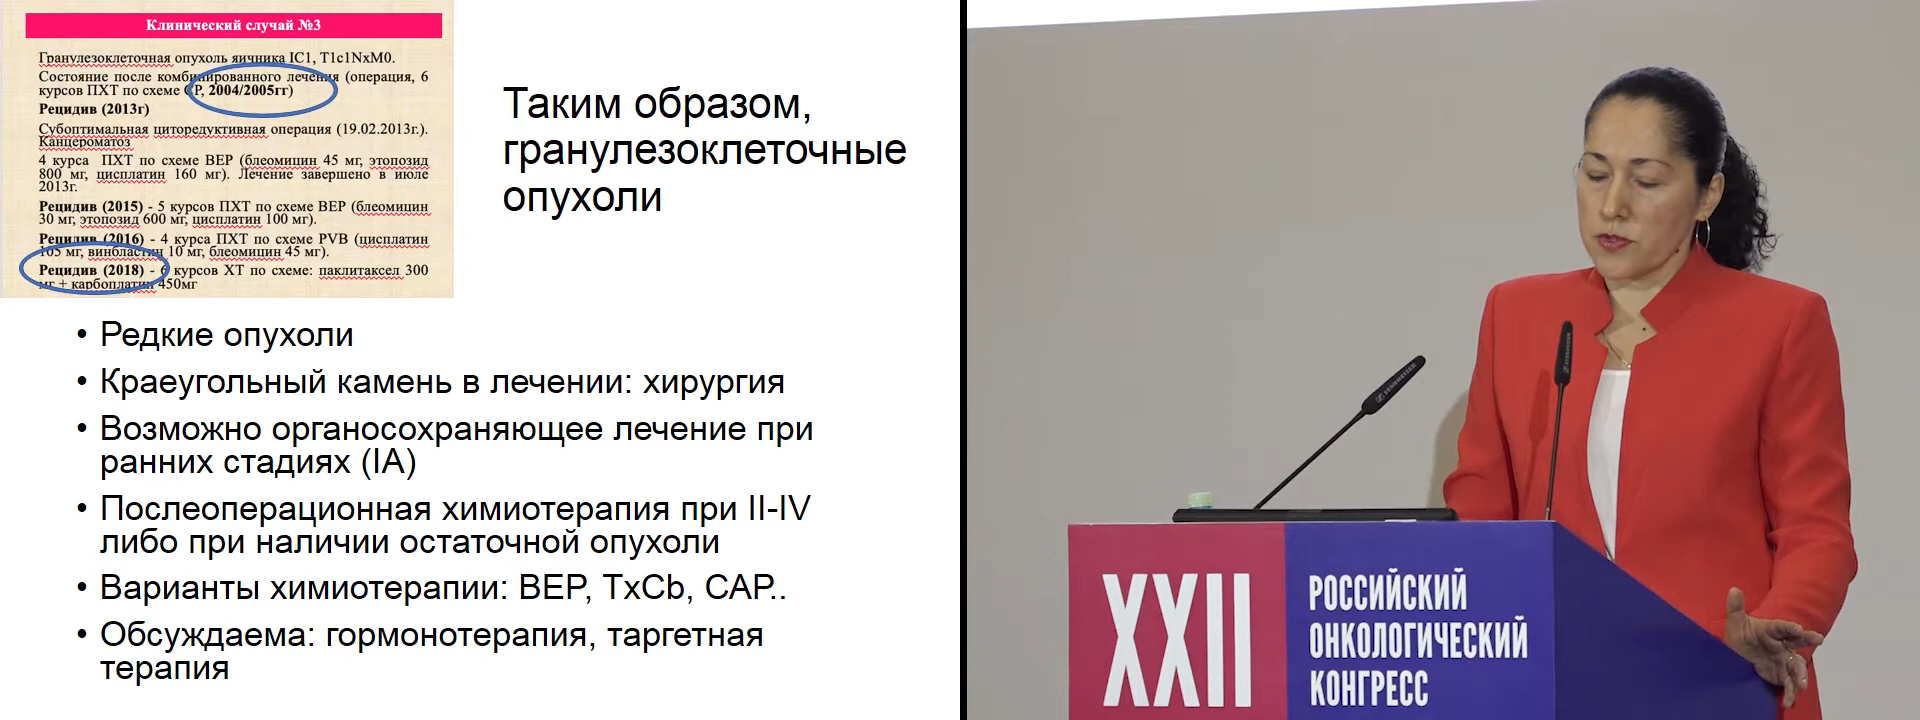 Клинический случай №3
Гранулезоклеточная опухоль яичника IC1, T1c1NxM0.
Состояние после комбинированного лечения (операция, 6
курсов ПХТ по схеме CP, 2004/2005гг)
Рецидив (2013г)
Субоптимальная циторедуктивная операция (19.02.2013г.).
Канцероматоз
4 курса ПХТ по схеме BEP (блеомицин 45 мг, этопозид
800 мг, цисплатин 160 мг). Лечение завершено в июле
2013г.
Рецидив (2015) - 5 курсов ПХТ по схеме BEP (блеомицин
30 мг, этопозид 600 мг, цисплатин 100 мг).
Рецидив (2016) - 4 курса ПХТ по схеме PVB (цисплатин
105 мг, винбластин 10 мг, блеомицин 45 мг).
Рецидив (2018) - 6 курсов ХТ по схеме: паклитаксел 300
мг + карбоплатин 450мг
Таким образом,
гранулезоклеточные
опухоли
• Редкие опухоли
• Краеугольный камень в лечении: хирургия
• Возможно органосохраняющее лечение при
ранних стадиях (IA)
• Послеоперационная химиотерапия при II-IV
либо при наличии остаточной опухоли
• Варианты химиотерапии: BEP, TxCb, CAP..
• Обсуждаема: гормонотерапия, таргетная
терапия
SENNHEISER
XXII
РОССИЙСКИЙ
ОНКОЛОГИЧЕСКИЙ
КОНГРЕСС